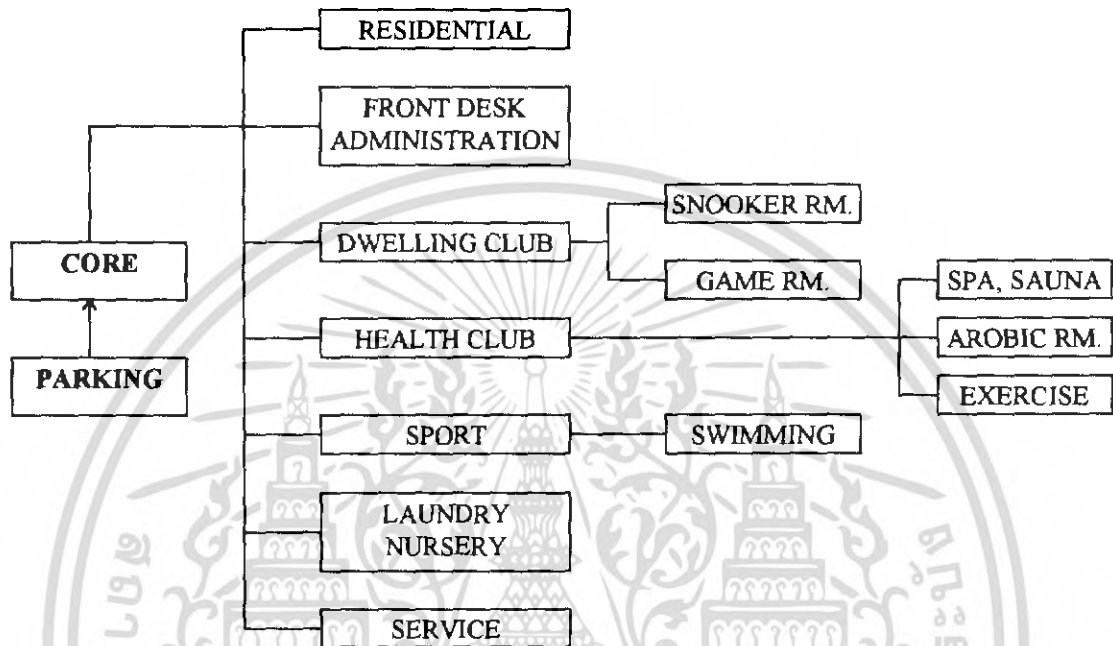 RESIDENTIAL
FRONT DESK
ADMINISTRATION
SNOOKER RM.
DWELLING CLUB
CORE
GAME RM.
SPA, SAUNA
HEALTH CLUB
AROBIC RM.
PARKING
EXERCISE
SPORT
SWIMMING
LAUNDRY
NURSERY
SERVICE